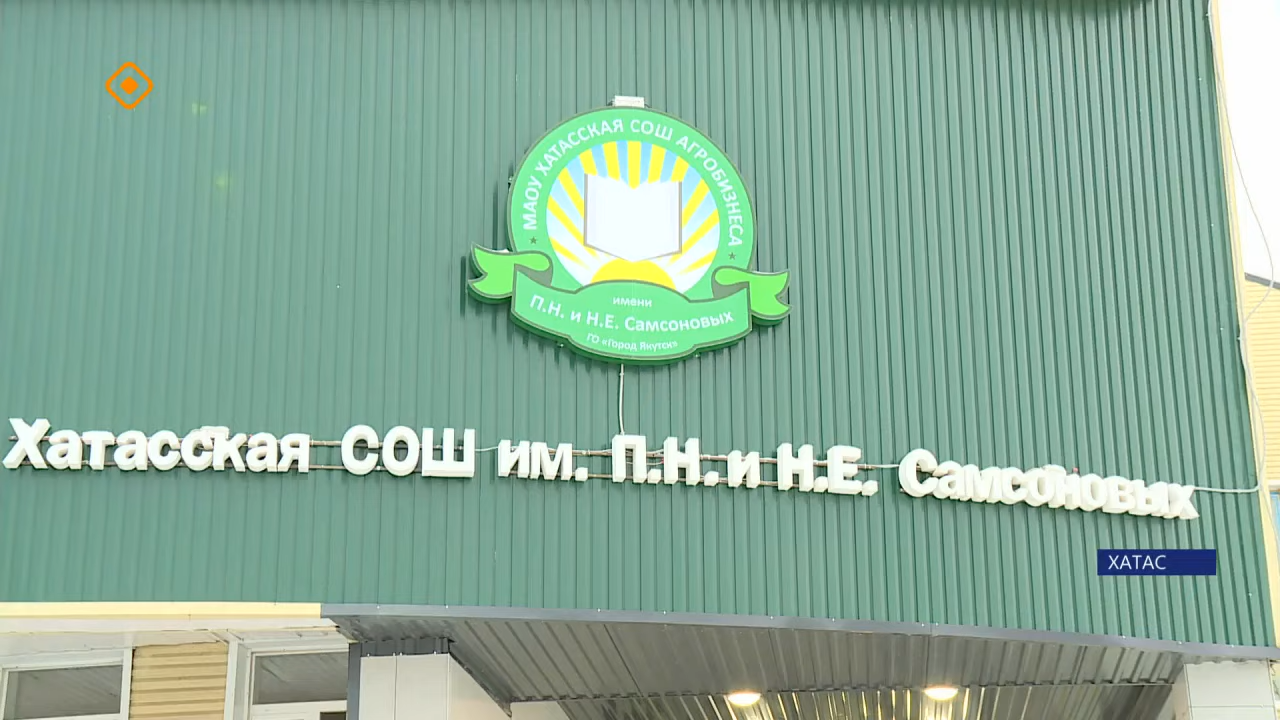 МАОУ ХАТАССКАЯ СОШ АГРОБИЗНЕСА
имени
П.Н. и Н.Е. Самсоновых
ГО «Город Якутск»
Хатасская СОШ им. П.Н. и Н.Е. Самсоновых
ХАТАС